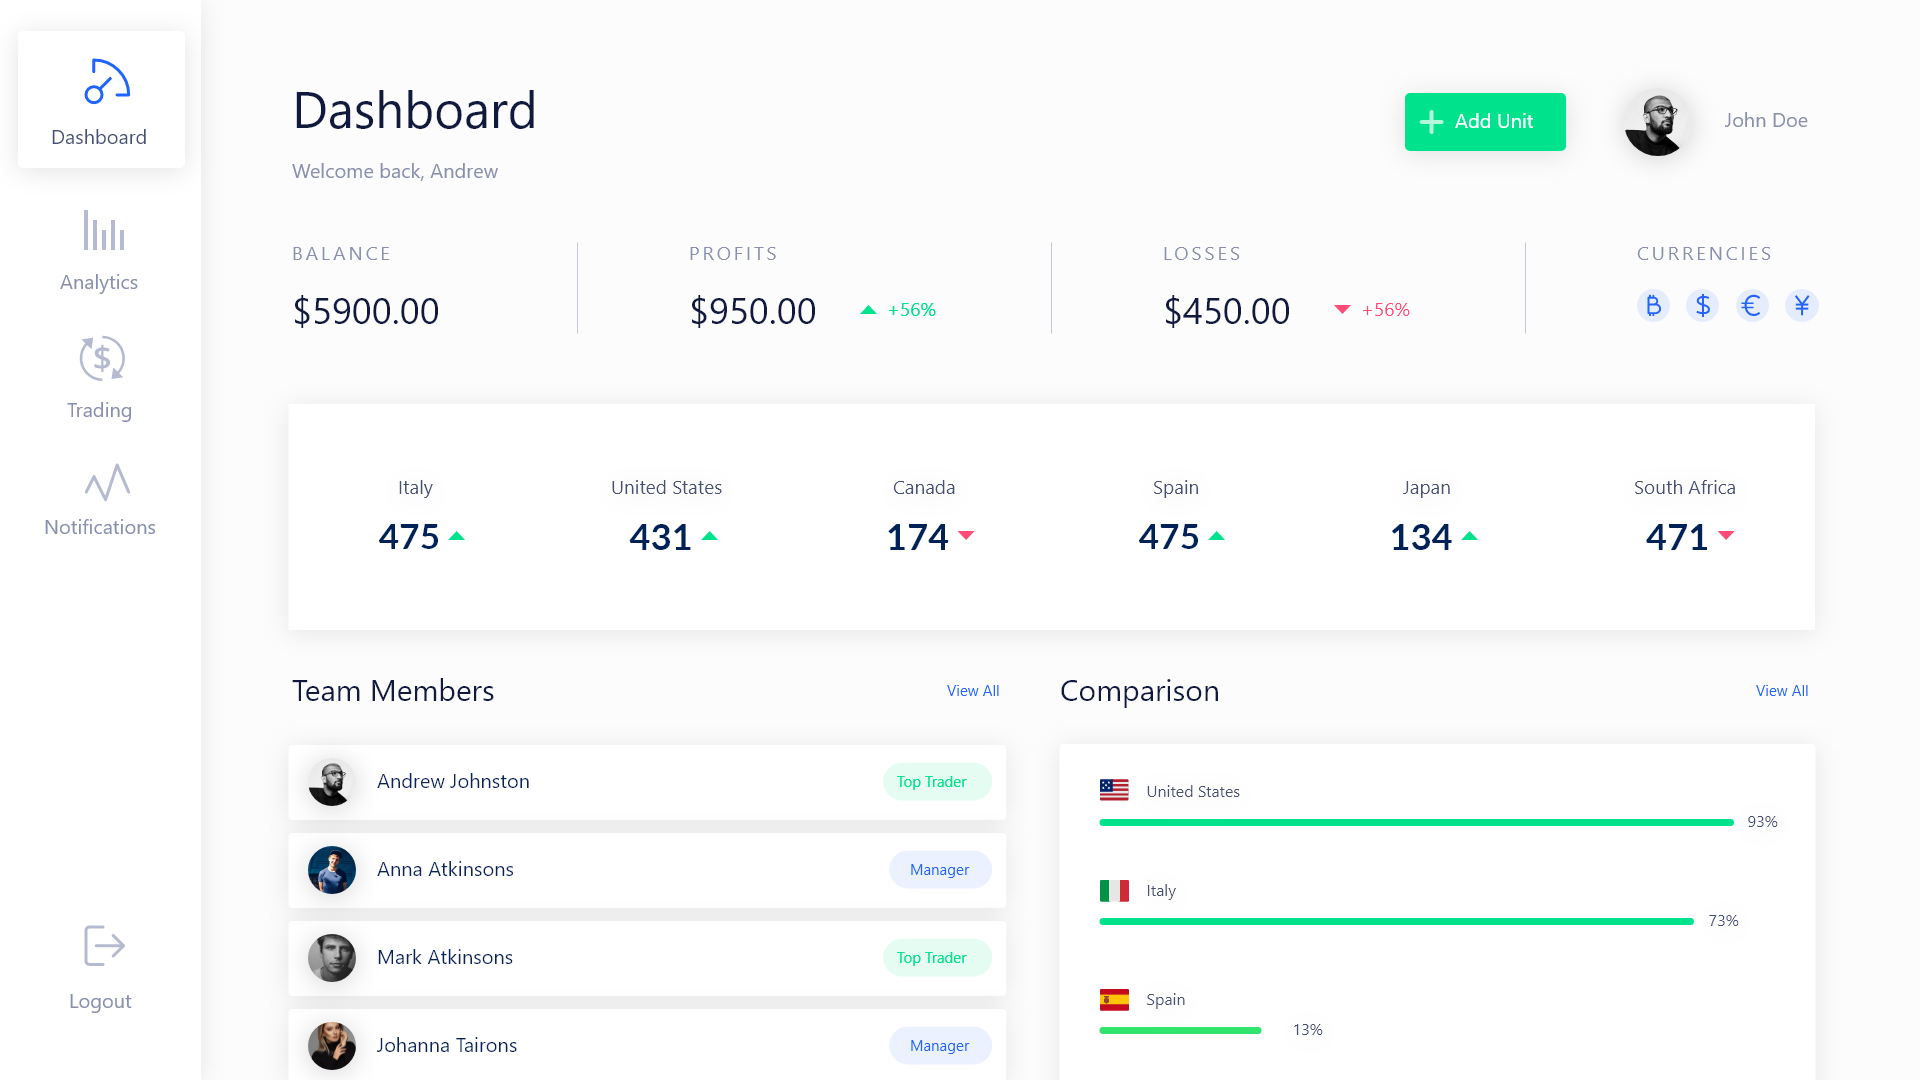 Dashboard
Analytics
Trading
Notifications
Logout
Dashboard
Welcome back, Andrew
Add Unit
John Doe
BALANCE
$5900.00
PROFITS
$950.00 +56%
LOSSES
$450.00 +56%
CURRENCIES
₿ $ € ¥
Italy
475
United States
431
Canada
174
Spain
475
Japan
134
South Africa
471
Team Members
View All
Andrew Johnston
Top Trader
Anna Atkinsons
Manager
Mark Atkinsons
Top Trader
Johanna Tairons
Manager
Comparison
View All
United States
93%
Italy
73%
Spain
13%